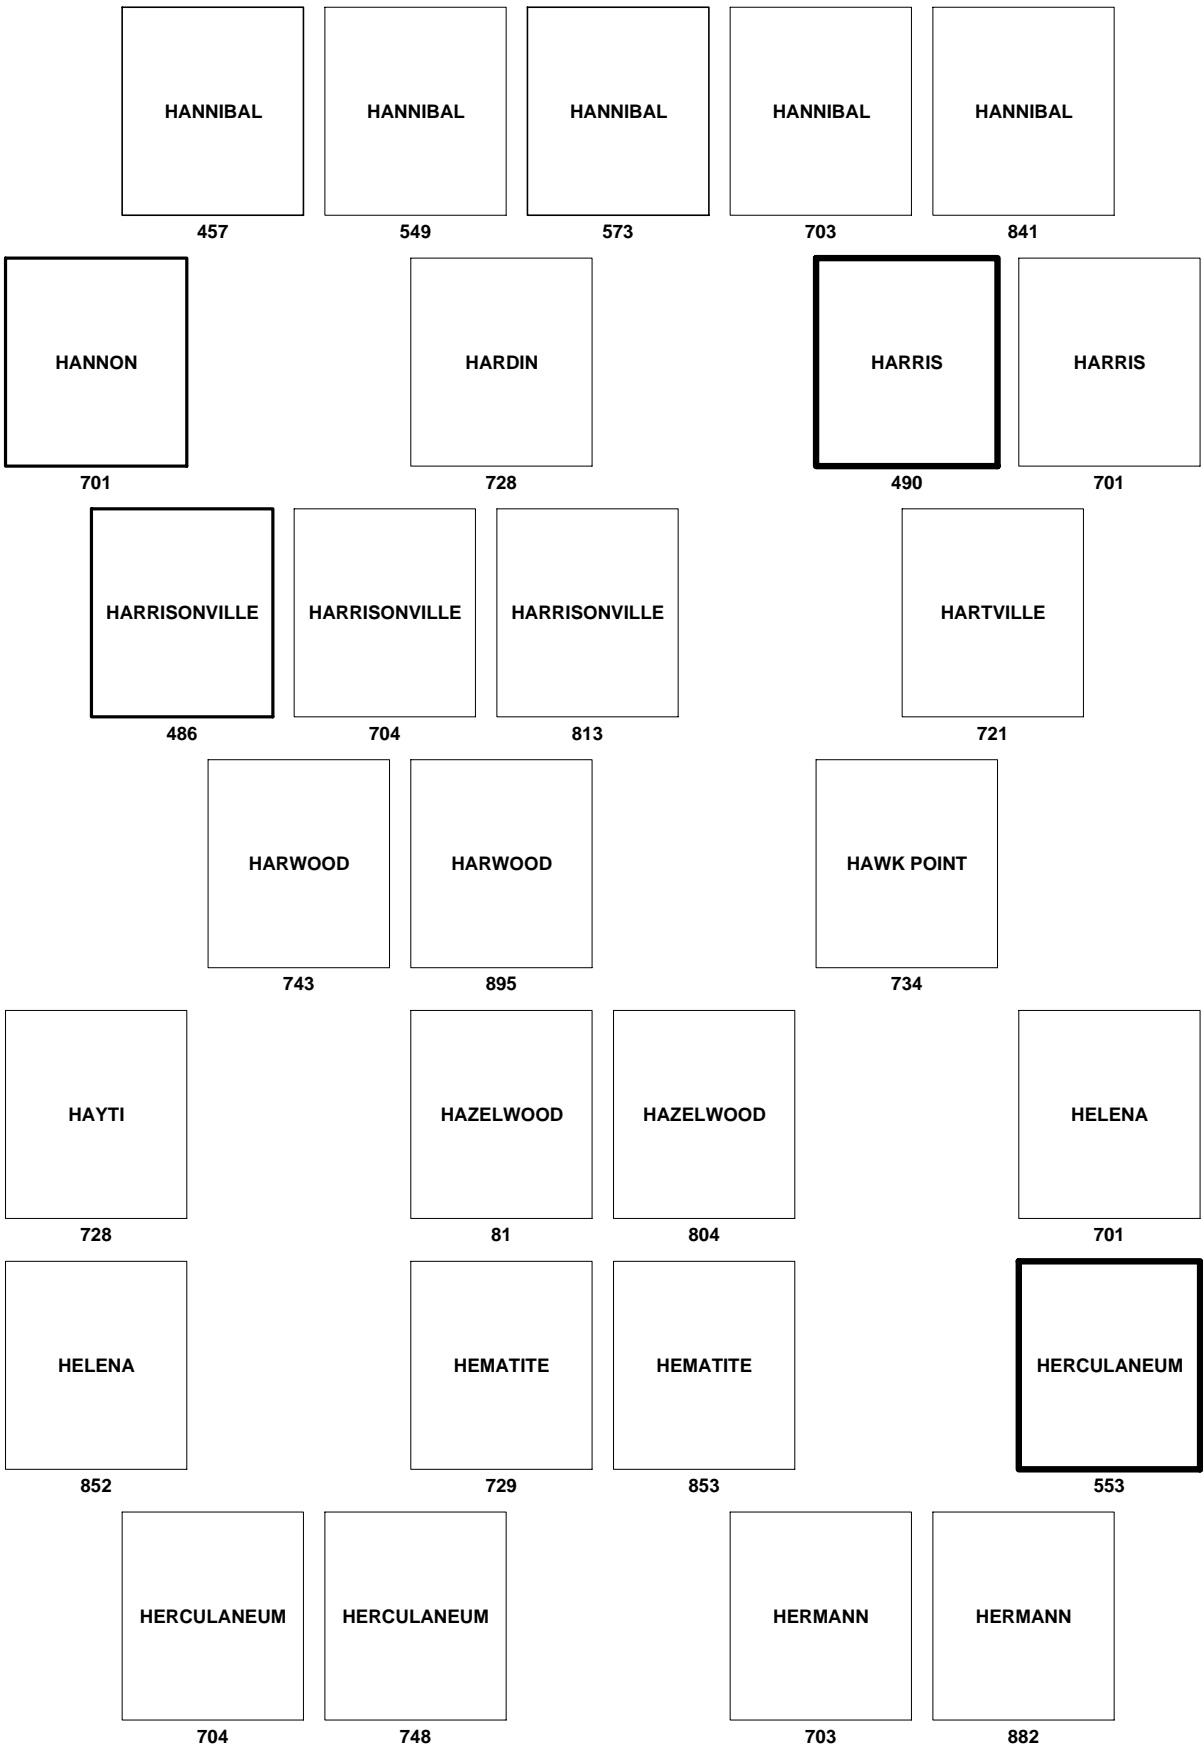 HANNIBAL HANNIBAL HANNIBAL HANNIBAL HANNIBAL
457 549 573 703 841
HANNON HARDIN HARRIS HARRIS
701 728 490 701
HARRISONVILLE HARRISONVILLE HARRISONVILLE HARTVILLE
486 704 813 721
HARWOOD HARWOOD HAWK POINT
743 895 734
HAYTI HAZELWOOD HAZELWOOD HELENA
728 81 804 701
HELENA HEMATITE HEMATITE HERCULANEUM
852 729 853 553
HERCULANEUM HERCULANEUM HERMANN HERMANN
704 748 703 882